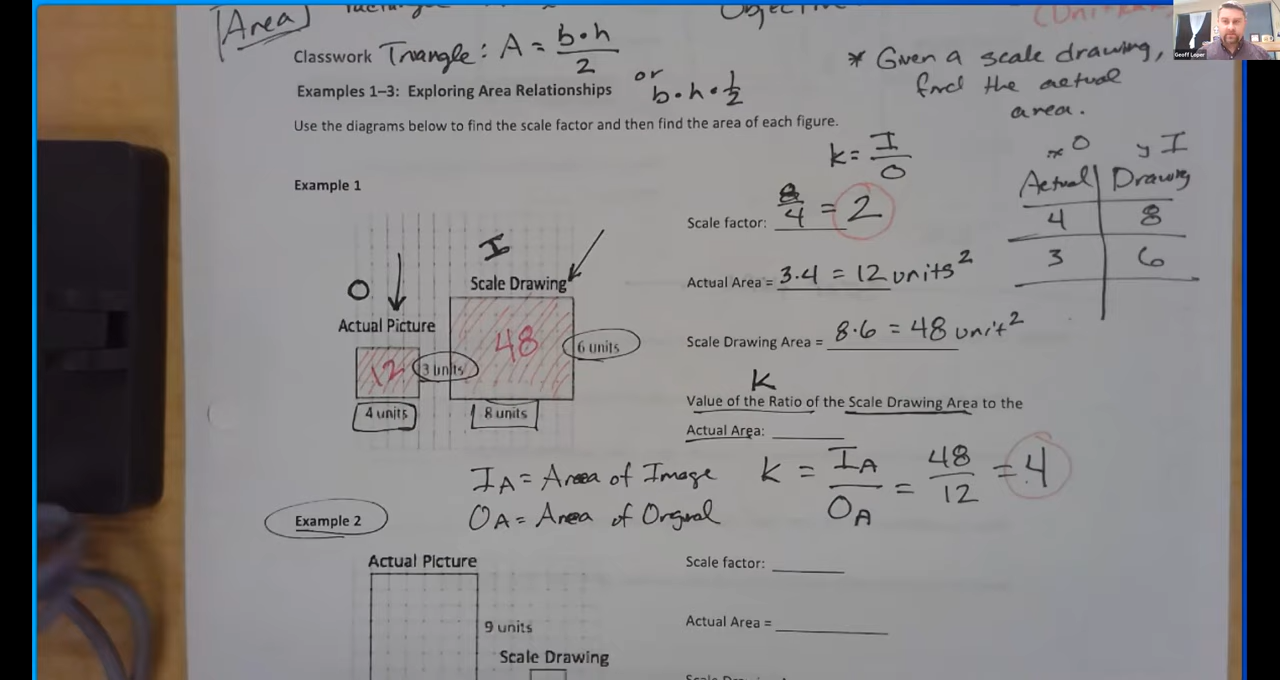 [Area]
Objective
Classwork Triangle: A = b·h / 2
or
b·h·1/2
Examples 1–3: Exploring Area Relationships
Use the diagrams below to find the scale factor and then find the area of each figure.
* Given a scale drawing,
find the actual
area.
Geoff Loper
k = I / O
x O y I
Actual Drawing
4 8
3 6
Example 1
Scale factor: 8/4 = 2
Actual Area = 3·4 = 12 units²
Scale Drawing Area = 8·6 = 48 unit²
I
Scale Drawing
O
Actual Picture
48
6 units
12
3 units
4 units
8 units
K
Value of the Ratio of the Scale Drawing Area to the
Actual Area:
I A = Area of Image
O A = Area of Orginal
k = I A / O A = 48 / 12 = 4
Example 2
Actual Picture
9 units
Scale Drawing
Scale factor:
Actual Area =